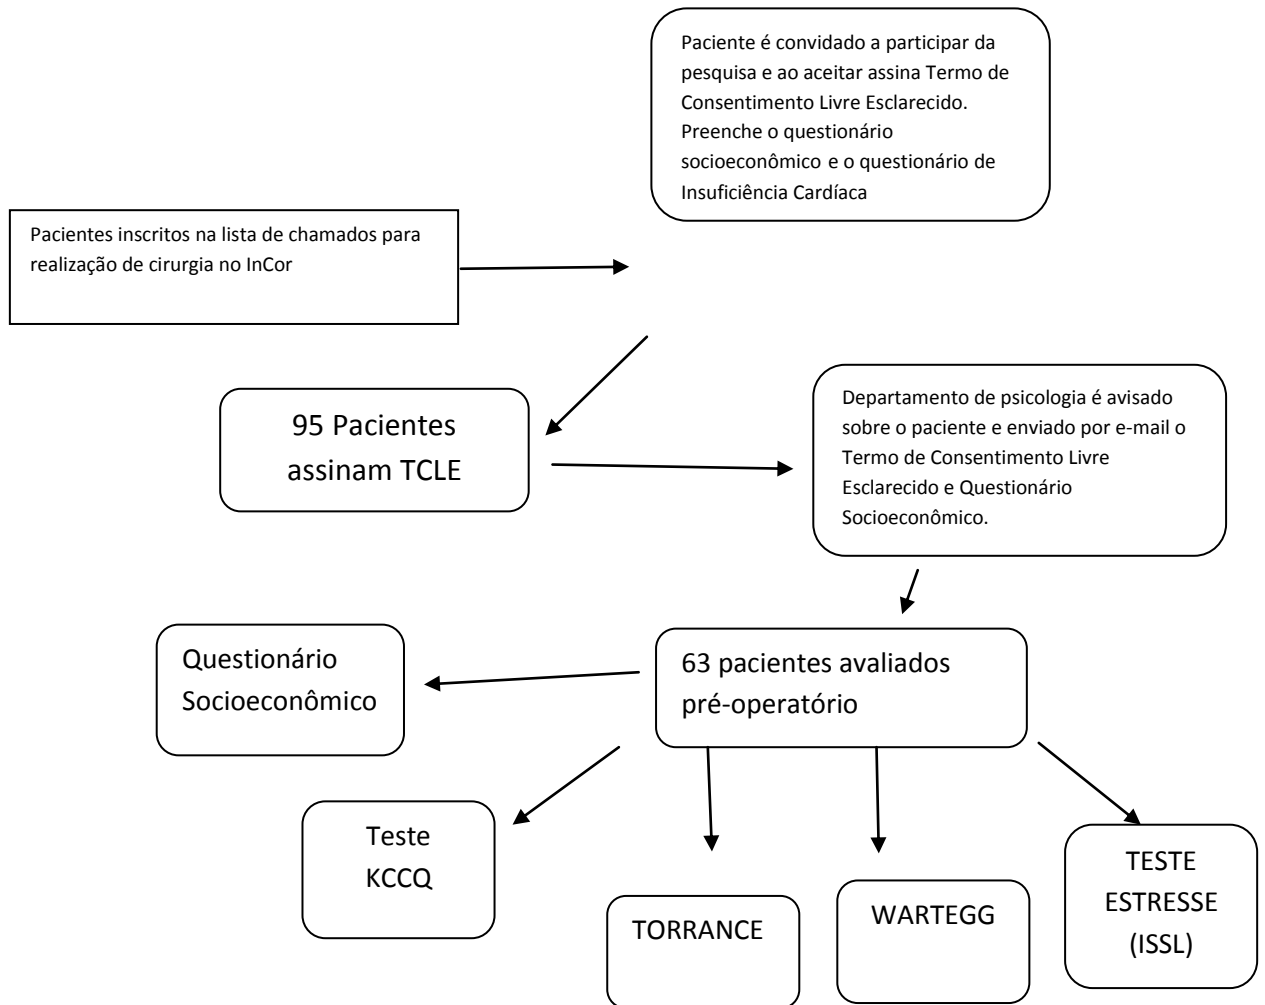 Paciente é convidado a participar da
pesquisa e ao aceitar assina Termo de
Consentimento Livre Esclarecido.
Preenche o questionário
socioeconômico e o questionário de
Insuficiência Cardíaca
Pacientes inscritos na lista de chamados para
realização de cirurgia no InCor
95 Pacientes
assinam TCLE
Departamento de psicologia é avisado
sobre o paciente e enviado por e-mail o
Termo de Consentimento Livre
Esclarecido e Questionário
Socioeconômico.
63 pacientes avaliados
pré-operatório
Questionário
Socioeconômico
Teste
KCCQ
TORRANCE
WARTEGG
TESTE
ESTRESSE
(ISSL)